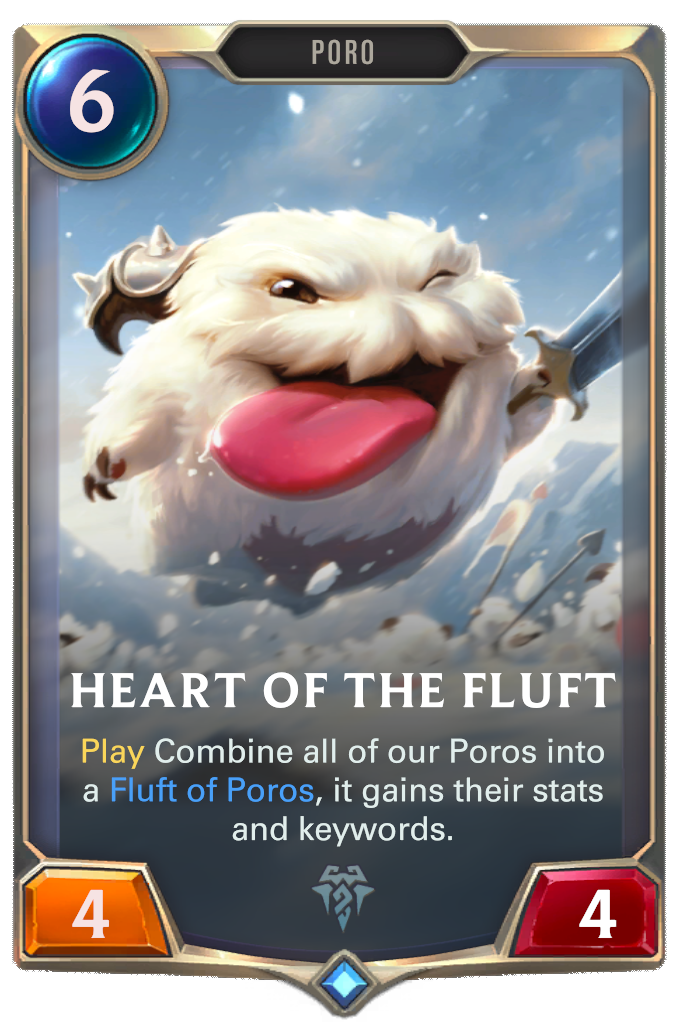 PORO
6
HEART OF THE FLUFT
Play Combine all of our Poros into
a Fluft of Poros, it gains their stats
and keywords.
4
4